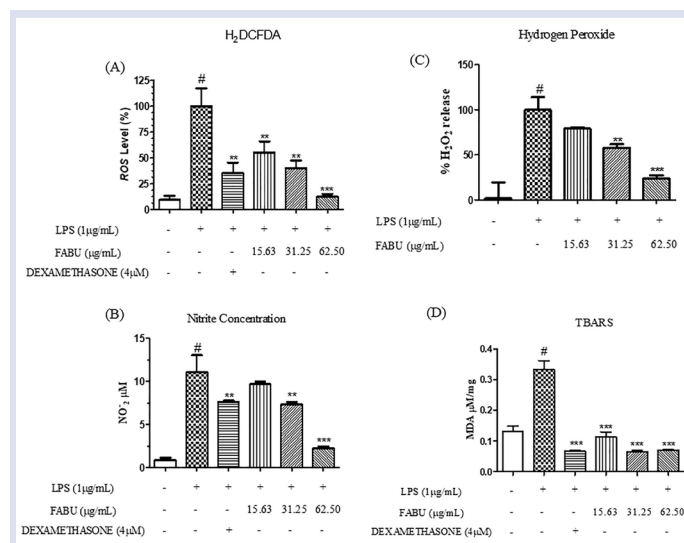 H₂DCFDA
(A)
ROS Level (%)
125
100
75
50
25
0
#
**
**
**
***
LPS (1µg/mL) - + + + + +
FABU (µg/mL) - - - 15.63 31.25 62.50
DEXAMETHASONE (4µM) - - + - - -
Hydrogen Peroxide
(C)
% H₂O₂ release
150
100
50
0
#
**
***
LPS (1µg/mL) - + + + +
FABU (µg/mL) - - 15.63 31.25 62.50
(B)
Nitrite Concentration
NO⁻₂ µM
15
10
5
0
#
**
**
***
LPS (1µg/mL) - + + + + +
FABU (µg/mL) - - - 15.63 31.25 62.50
DEXAMETHASONE (4µM) - - + - - -
(D)
TBARS
MDA µM/mg
0.4
0.3
0.2
0.1
0.0
#
***
***
***
***
LPS (1µg/mL) - + + + + +
FABU (µg/mL) - - - 15.63 31.25 62.50
DEXAMETHASONE (4µM) - - + - - -